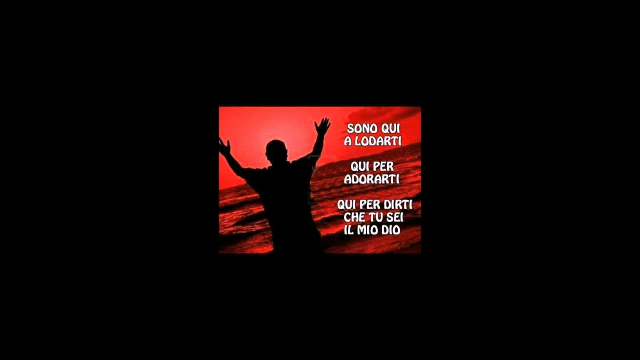 SONO QUI
A LODARTI
QUI PER
ADORARTI
QUI PER DIRTI
CHE TU SEI
IL MIO DIO